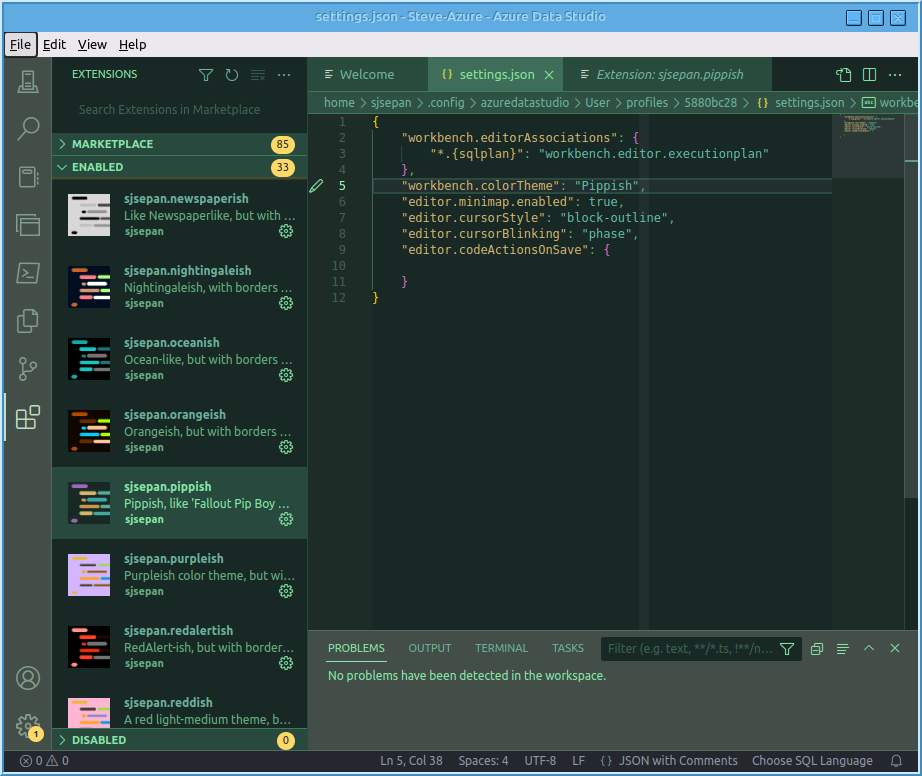 settings.json - Steve-Azure - Azure Data Studio
File Edit View Help
EXTENSIONS
Search Extensions in Marketplace
MARKETPLACE 85
ENABLED 33
sjsepan.newspaperish
Like Newspaperlike, but with ...
sjsepan
sjsepan.nightingaleish
Nightingaleish, with borders ...
sjsepan
sjsepan.oceanish
Ocean-like, but with borders ...
sjsepan
sjsepan.orangeish
Orangeish, but with borders ...
sjsepan
sjsepan.pippish
Pippish, like 'Fallout Pip Boy ...
sjsepan
sjsepan.purpleish
Purpleish color theme, but wi...
sjsepan
sjsepan.redalertish
RedAlert-ish, but with border...
sjsepan
sjsepan.reddish
A red light-medium theme, b...
DISABLED 0
1
Welcome {} settings.json Extension: sjsepan.pippish
home > sjsepan > .config > azuredatastudio > User > profiles > 5880bc28 > {} settings.json > abc workbe
1 {
2 "workbench.editorAssociations": {
3 "*.{sqlplan}": "workbench.editor.executionplan"
4 },
5 "workbench.colorTheme": "Pippish",
6 "editor.minimap.enabled": true,
7 "editor.cursorStyle": "block-outline",
8 "editor.cursorBlinking": "phase",
9 "editor.codeActionsOnSave": {
10
11 }
12 }
PROBLEMS OUTPUT TERMINAL TASKS Filter (e.g. text, **/*.ts, !**/n...
No problems have been detected in the workspace.
0 0 Ln 5, Col 38 Spaces: 4 UTF-8 LF {} JSON with Comments Choose SQL Language